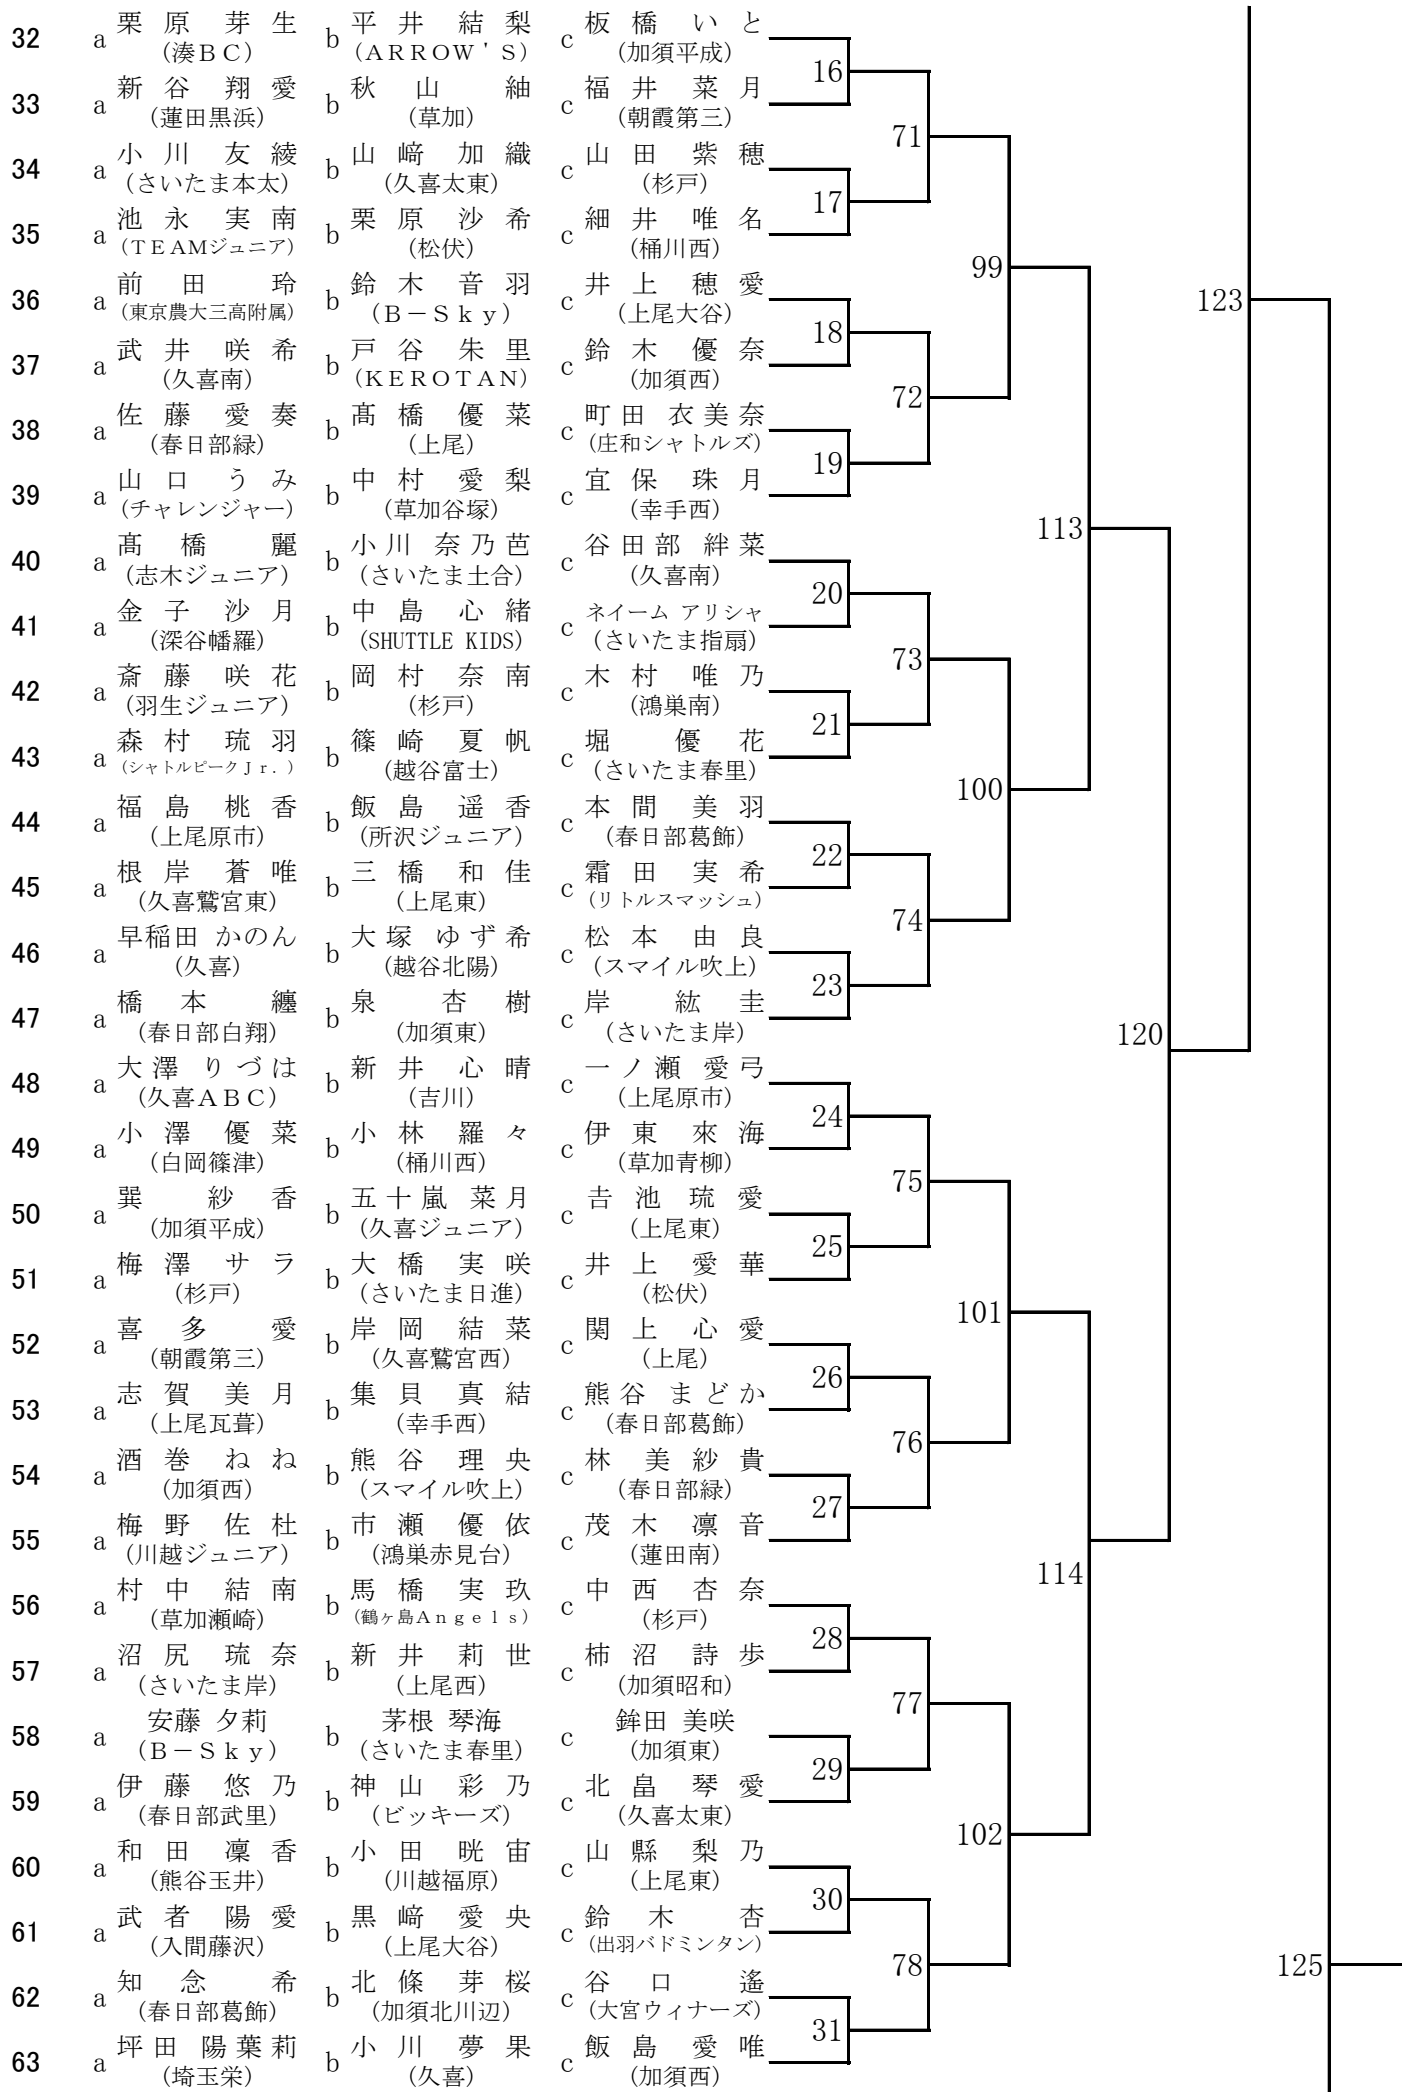 32 a 栗原 芽生 b 平井 結梨 c 板橋 いと
(湊BC) (ARROW'S) (加須平成)
16
33 a 新谷 翔愛 b 秋山 紬 c 福井 菜月
(蓮田黒浜) (草加) (朝霞第三)
71
34 a 小川 友綾 b 山﨑 加織 c 山田 紫穂
(さいたま本太) (久喜太東) (杉戸)
17
35 a 池永 実南 b 栗原 沙希 c 細井 唯名
(TEAMジュニア) (松伏) (桶川西)
99
36 a 前田 玲 b 鈴木 音羽 c 井上 穂愛
(東京農大三高附属) (B-Sky) (上尾大谷)
123
18
37 a 武井 咲希 b 戸谷 朱里 c 鈴木 優奈
(久喜南) (KEROTAN) (加須西)
72
38 a 佐藤 愛奏 b 髙橋 優菜 c 町田 衣美奈
(春日部緑) (上尾) (庄和シャトルズ)
19
39 a 山口 うみ b 中村 愛梨 c 宜保 珠月
(チャレンジャー) (草加谷塚) (幸手西)
113
40 a 髙橋 麗 b 小川 奈乃芭 c 谷田部 絆菜
(志木ジュニア) (さいたま土合) (久喜南)
20
41 a 金子 沙月 b 中島 心緒 c ネイーム アリシャ
(深谷幡羅) (SHUTTLE KIDS) (さいたま指扇)
73
42 a 斎藤 咲花 b 岡村 奈南 c 木村 唯乃
(羽生ジュニア) (杉戸) (鴻巣南)
21
43 a 森村 琉羽 b 篠崎 夏帆 c 堀 優花
(シャトルピークJr.) (越谷富士) (さいたま春里)
100
44 a 福島 桃香 b 飯島 遥香 c 本間 美羽
(上尾原市) (所沢ジュニア) (春日部葛飾)
22
45 a 根岸 蒼唯 b 三橋 和佳 c 霜田 実希
(久喜鷲宮東) (上尾東) (リトルスマッシュ)
74
46 a 早稲田 かのん b 大塚 ゆず希 c 松本 由良
(久喜) (越谷北陽) (スマイル吹上)
23
47 a 橋本 纏 b 泉 杏樹 c 岸 紘圭
(春日部白翔) (加須東) (さいたま岸)
120
48 a 大澤 りづは b 新井 心晴 c 一ノ瀬 愛弓
(久喜ABC) (吉川) (上尾原市)
24
49 a 小澤 優菜 b 小林 羅々 c 伊東 來海
(白岡篠津) (桶川西) (草加青柳)
75
50 a 巽 紗香 b 五十嵐 菜月 c 吉池 琉愛
(加須平成) (久喜ジュニア) (上尾東)
25
51 a 梅澤 サラ b 大橋 実咲 c 井上 愛華
(杉戸) (さいたま日進) (松伏)
101
52 a 喜多 愛 b 岸岡 結菜 c 関上 心愛
(朝霞第三) (久喜鷲宮西) (上尾)
26
53 a 志賀 美月 b 集貝 真結 c 熊谷 まどか
(上尾瓦葺) (幸手西) (春日部葛飾)
76
54 a 酒巻 ねね b 熊谷 理央 c 林 美紗貴
(加須西) (スマイル吹上) (春日部緑)
27
55 a 梅野 佐杜 b 市瀬 優依 c 茂木 凛音
(川越ジュニア) (鴻巣赤見台) (蓮田南)
114
56 a 村中 結南 b 馬橋 実玖 c 中西 杏奈
(草加瀬崎) (鶴ヶ島Angels) (杉戸)
28
57 a 沼尻 琉奈 b 新井 莉世 c 柿沼 詩歩
(さいたま岸) (上尾西) (加須昭和)
77
58 a 安藤 夕莉 b 茅根 琴海 c 鉾田 美咲
(B-Sky) (さいたま春里) (加須東)
29
59 a 伊藤 悠乃 b 神山 彩乃 c 北畠 琴愛
(春日部武里) (ビッキーズ) (久喜太東)
102
60 a 和田 凜香 b 小田 晄宙 c 山縣 梨乃
(熊谷玉井) (川越福原) (上尾東)
30
61 a 武者 陽愛 b 黒﨑 愛央 c 鈴木 杏
(入間藤沢) (上尾大谷) (出羽バドミンタン)
78
125
62 a 知念 希 b 北條 芽桜 c 谷口 遙
(春日部葛飾) (加須北川辺) (大宮ウィナーズ)
31
63 a 坪田 陽葉莉 b 小川 夢果 c 飯島 愛唯
(埼玉栄) (久喜) (加須西)